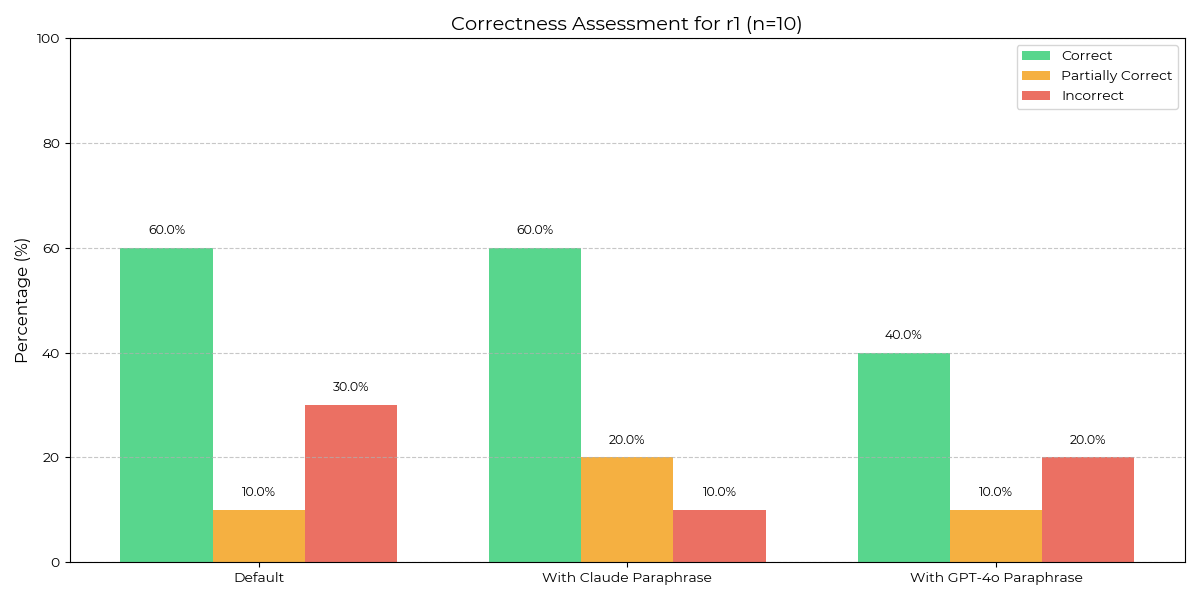 Correctness Assessment for r1 (n=10)
Percentage (%)
100
80
60
40
20
0
Correct
Partially Correct
Incorrect
60.0%
10.0%
30.0%
60.0%
20.0%
10.0%
40.0%
10.0%
20.0%
Default
With Claude Paraphrase
With GPT-4o Paraphrase